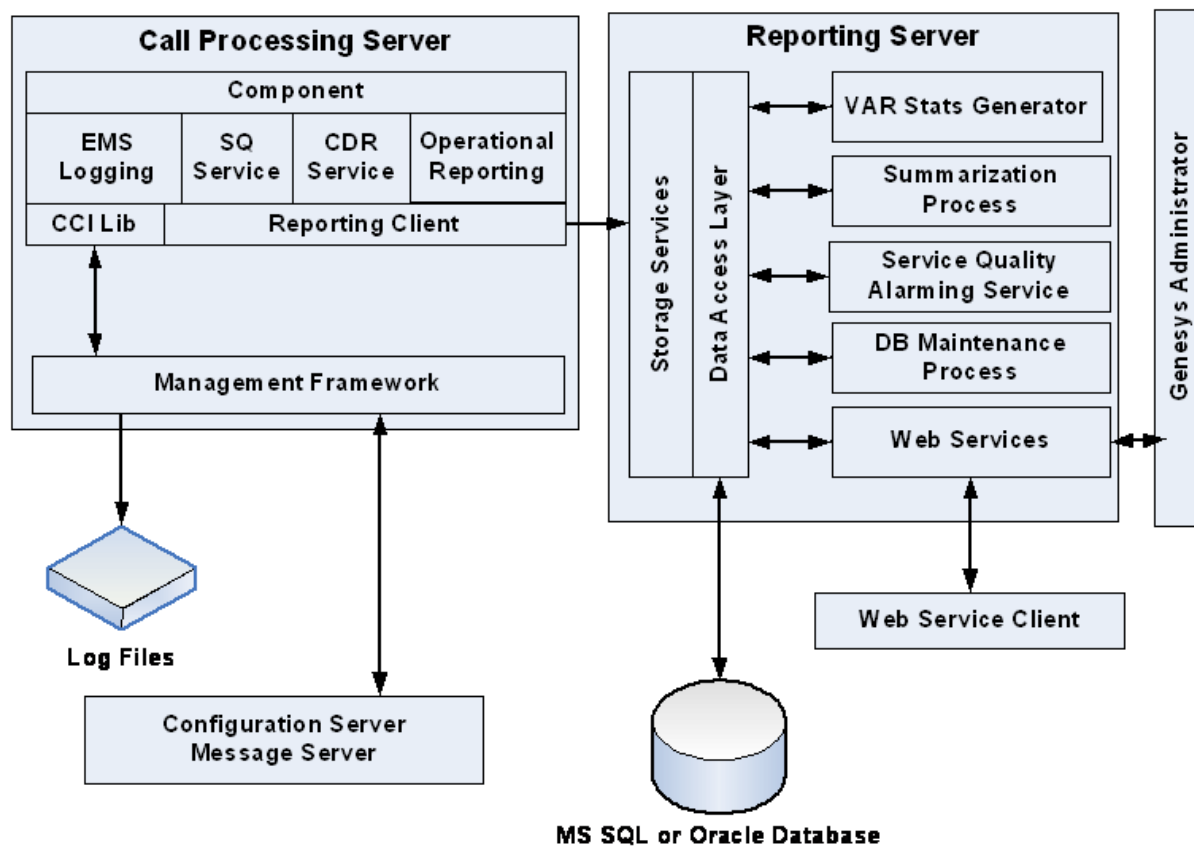 Call Processing Server
Component
EMS
Logging
SQ
Service
CDR
Service
Operational
Reporting
CCI Lib
Reporting Client
Management Framework
Log Files
Configuration Server
Message Server
Reporting Server
Storage Services
Data Access Layer
VAR Stats Generator
Summarization
Process
Service Quality
Alarming Service
DB Maintenance
Process
Web Services
Web Service Client
MS SQL or Oracle Database
Genesys Administrator